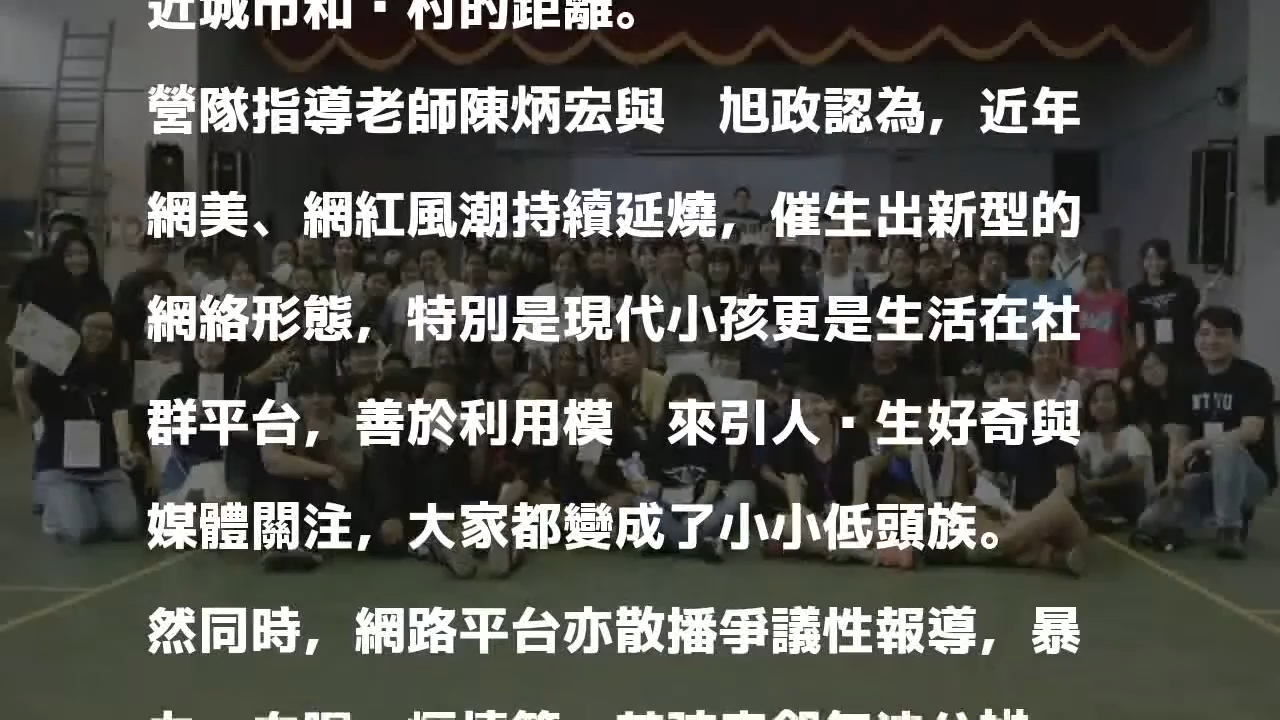 近城市和·村的距離。
營隊指導老師陳炳宏與　旭政認為，近年
網美、網紅風潮持續延燒，催生出新型的
網絡形態，特別是現代小孩更是生活在社
群平台，善於利用模　來引人·生好奇與
媒體關注，大家都變成了小小低頭族。
然同時，網路平台亦散播爭議性報導，暴
NTNU